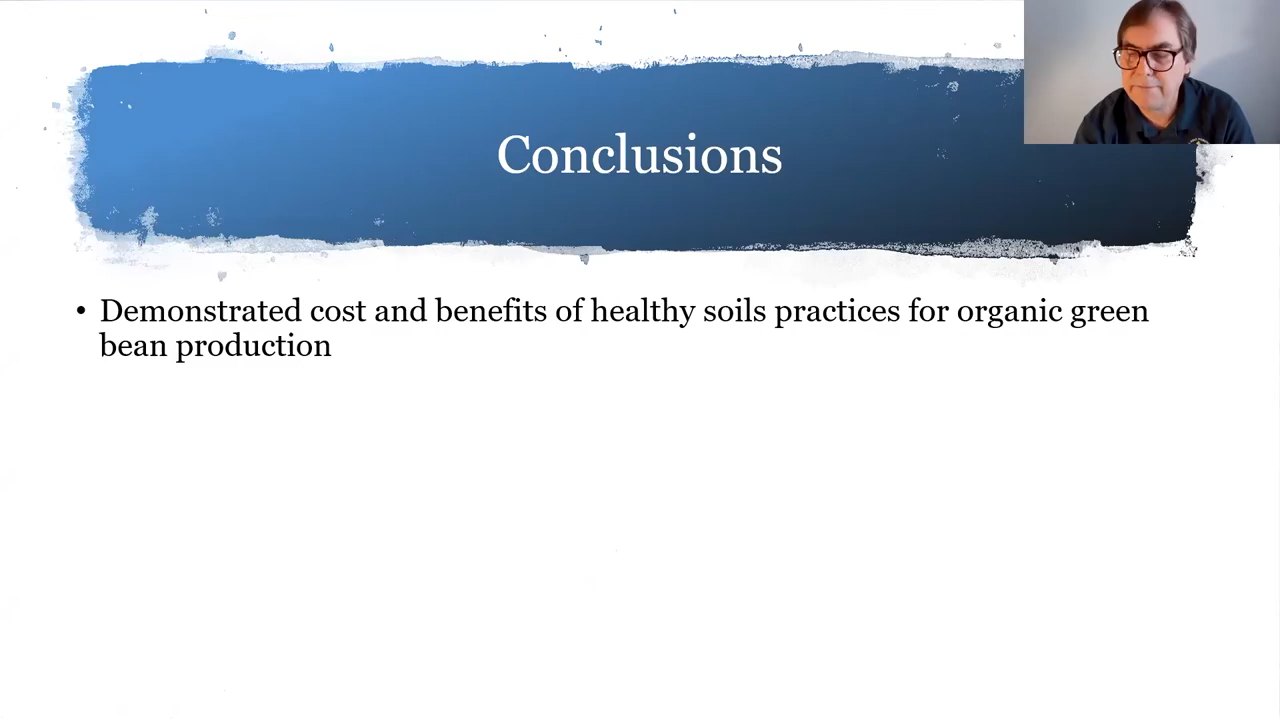 Conclusions
• Demonstrated cost and benefits of healthy soils practices for organic green
bean production